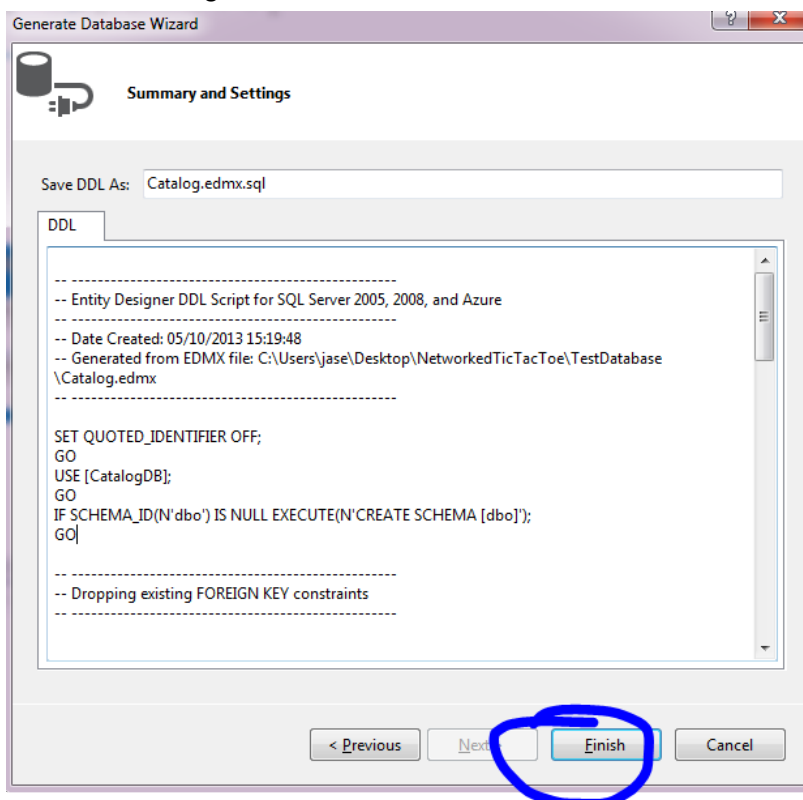 Generate Database Wizard
? X
Summary and Settings
Save DDL As: Catalog.edmx.sql
DDL
-- --------------------------------------------------
-- Entity Designer DDL Script for SQL Server 2005, 2008, and Azure
-- --------------------------------------------------
-- Date Created: 05/10/2013 15:19:48
-- Generated from EDMX file: C:\Users\jase\Desktop\NetworkedTicTacToe\TestDatabase
\Catalog.edmx
-- --------------------------------------------------
SET QUOTED_IDENTIFIER OFF;
GO
USE [CatalogDB];
GO
IF SCHEMA_ID(N'dbo') IS NULL EXECUTE(N'CREATE SCHEMA [dbo]');
GO
-- --------------------------------------------------
-- Dropping existing FOREIGN KEY constraints
-- --------------------------------------------------
< Previous Next Finish Cancel